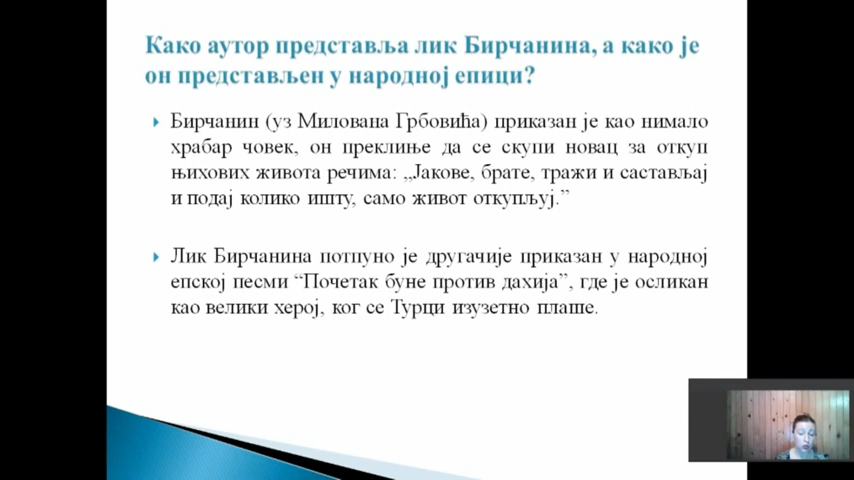 Како аутор представља лик Бирчанина, а како је
он представљен у народној епици?
Бирчанин (уз Милована Грбовића) приказан је као нимало
храбар човек, он преклиње да се скупи новац за откуп
њихових живота речима: „Јакове, брате, тражи и састављај
и подај колико ишту, само живот откупљуј.”
Лик Бирчанина потпуно је другачије приказан у народној
епској песми “Почетак буне против дахија”, где је осликан
као велики херој, ког се Турци изузетно плаше.